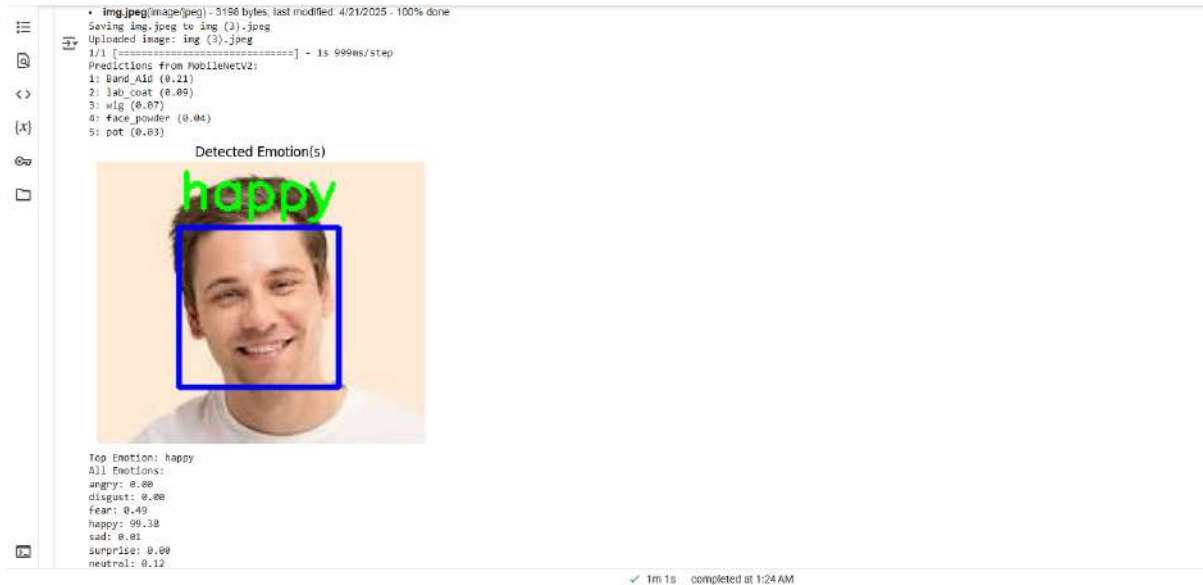 img.jpeg(image/jpeg) - 3198 bytes, last modified: 4/21/2025 - 100% done
Saving img.jpeg to img (3).jpeg
Uploaded image: img (3).jpeg
1/1 [==============================] - 1s 999ms/step
Predictions from MobileNetV2:
1: Band_Aid (0.21)
2: lab_coat (0.09)
3: wig (0.07)
4: face_powder (0.04)
5: pot (0.03)
Detected Emotion(s)
happy
Top Emotion: happy
All Emotions:
angry: 0.00
disgust: 0.00
fear: 0.49
happy: 99.38
sad: 0.01
surprise: 0.00
neutral: 0.12
1m 1s completed at 1:24 AM